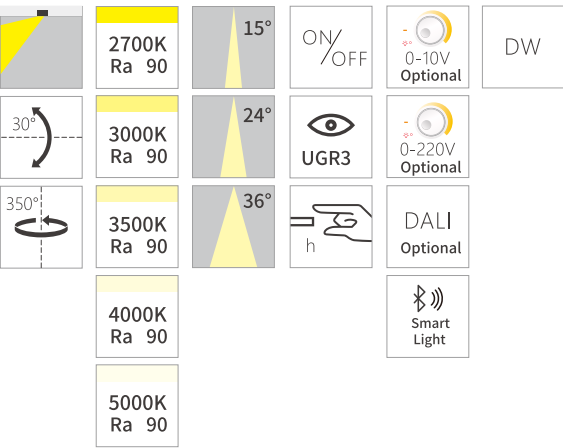 2700K
Ra 90
15°
ON/OFF
0-10V
Optional
DW
30°
3000K
Ra 90
24°
UGR3
0-220V
Optional
350°
3500K
Ra 90
36°
h
DALI
Optional
4000K
Ra 90
Smart
Light
5000K
Ra 90